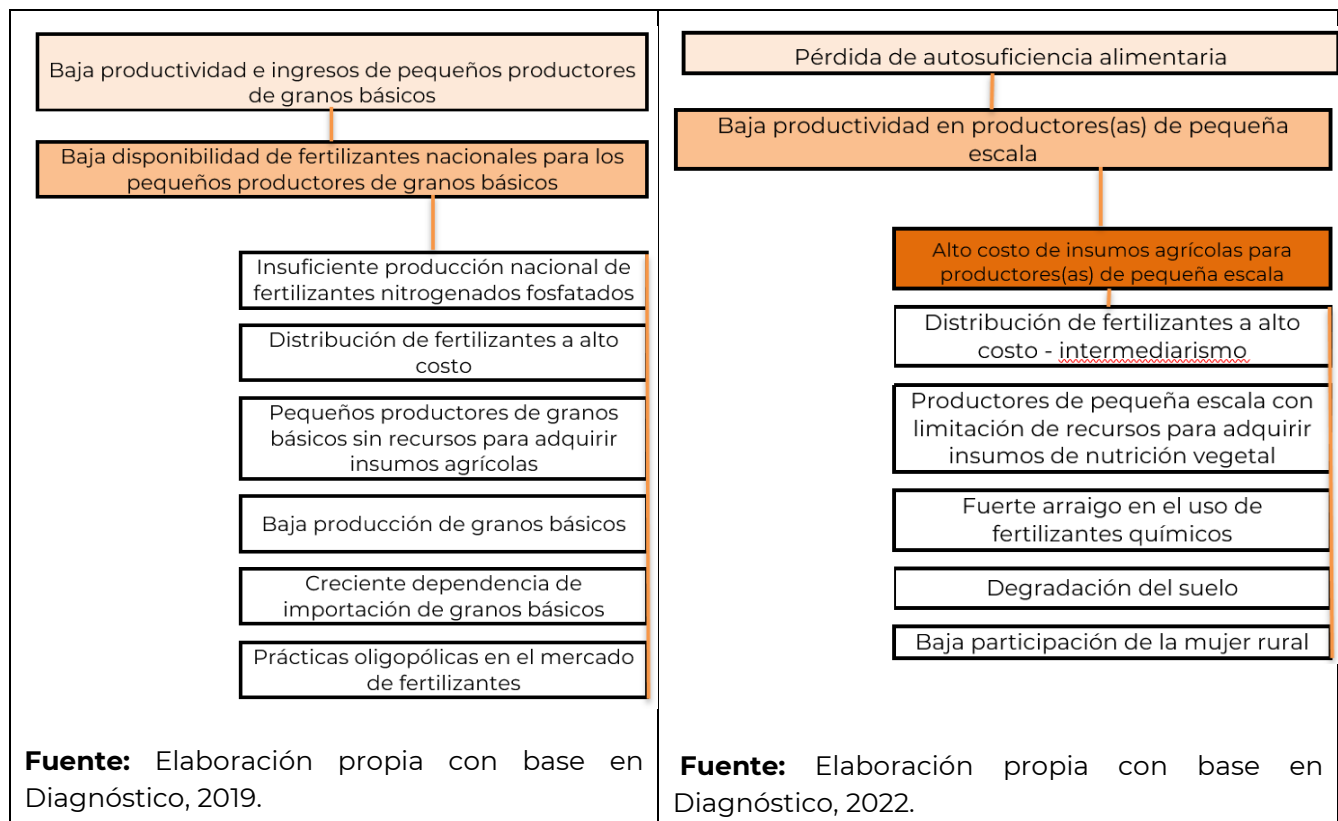 Baja productividad e ingresos de pequeños productores
de granos básicos
Baja disponibilidad de fertilizantes nacionales para los
pequeños productores de granos básicos
Insuficiente producción nacional de
fertilizantes nitrogenados fosfatados
Distribución de fertilizantes a alto
costo
Pequeños productores de granos
básicos sin recursos para adquirir
insumos agrícolas
Baja producción de granos básicos
Creciente dependencia de
importación de granos básicos
Prácticas oligopólicas en el mercado
de fertilizantes
Fuente: Elaboración propia con base en
Diagnóstico, 2019.
Pérdida de autosuficiencia alimentaria
Baja productividad en productores(as) de pequeña
escala
Alto costo de insumos agrícolas para
productores(as) de pequeña escala
Distribución de fertilizantes a alto
costo - intermediarismo
Productores de pequeña escala con
limitación de recursos para adquirir
insumos de nutrición vegetal
Fuerte arraigo en el uso de
fertilizantes químicos
Degradación del suelo
Baja participación de la mujer rural
Fuente: Elaboración propia con base en
Diagnóstico, 2022.